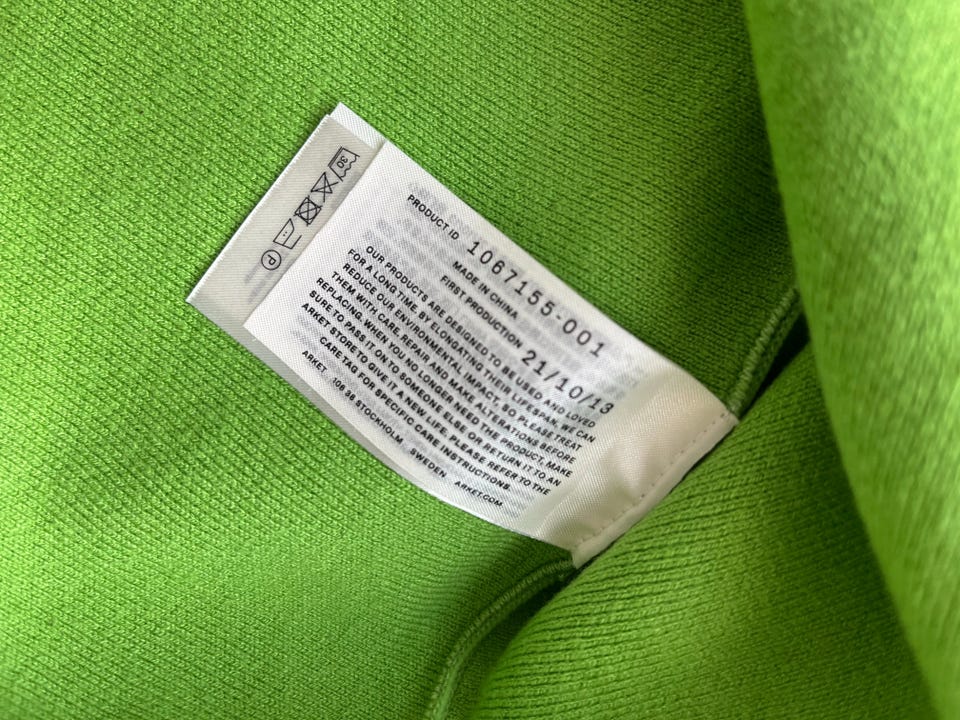 30
P
PRODUCT ID 1067155-001
MADE IN CHINA
FIRST PRODUCTION 21/10/13
OUR PRODUCTS ARE DESIGNED TO BE USED AND LOVED
FOR A LONG TIME. BY ELONGATING THEIR LIFESPAN, WE CAN
REDUCE OUR ENVIRONMENTAL IMPACT, SO PLEASE TREAT
THEM WITH CARE, REPAIR AND MAKE ALTERATIONS BEFORE
REPLACING. WHEN YOU NO LONGER NEED THE PRODUCT, MAKE
SURE TO PASS IT ON TO SOMEONE ELSE OR RETURN IT TO AN
ARKET STORE TO GIVE IT A NEW LIFE. PLEASE REFER TO THE
CARE TAG FOR SPECIFIC CARE INSTRUCTIONS.
ARKET 106 38 STOCKHOLM SWEDEN ARKET.COM